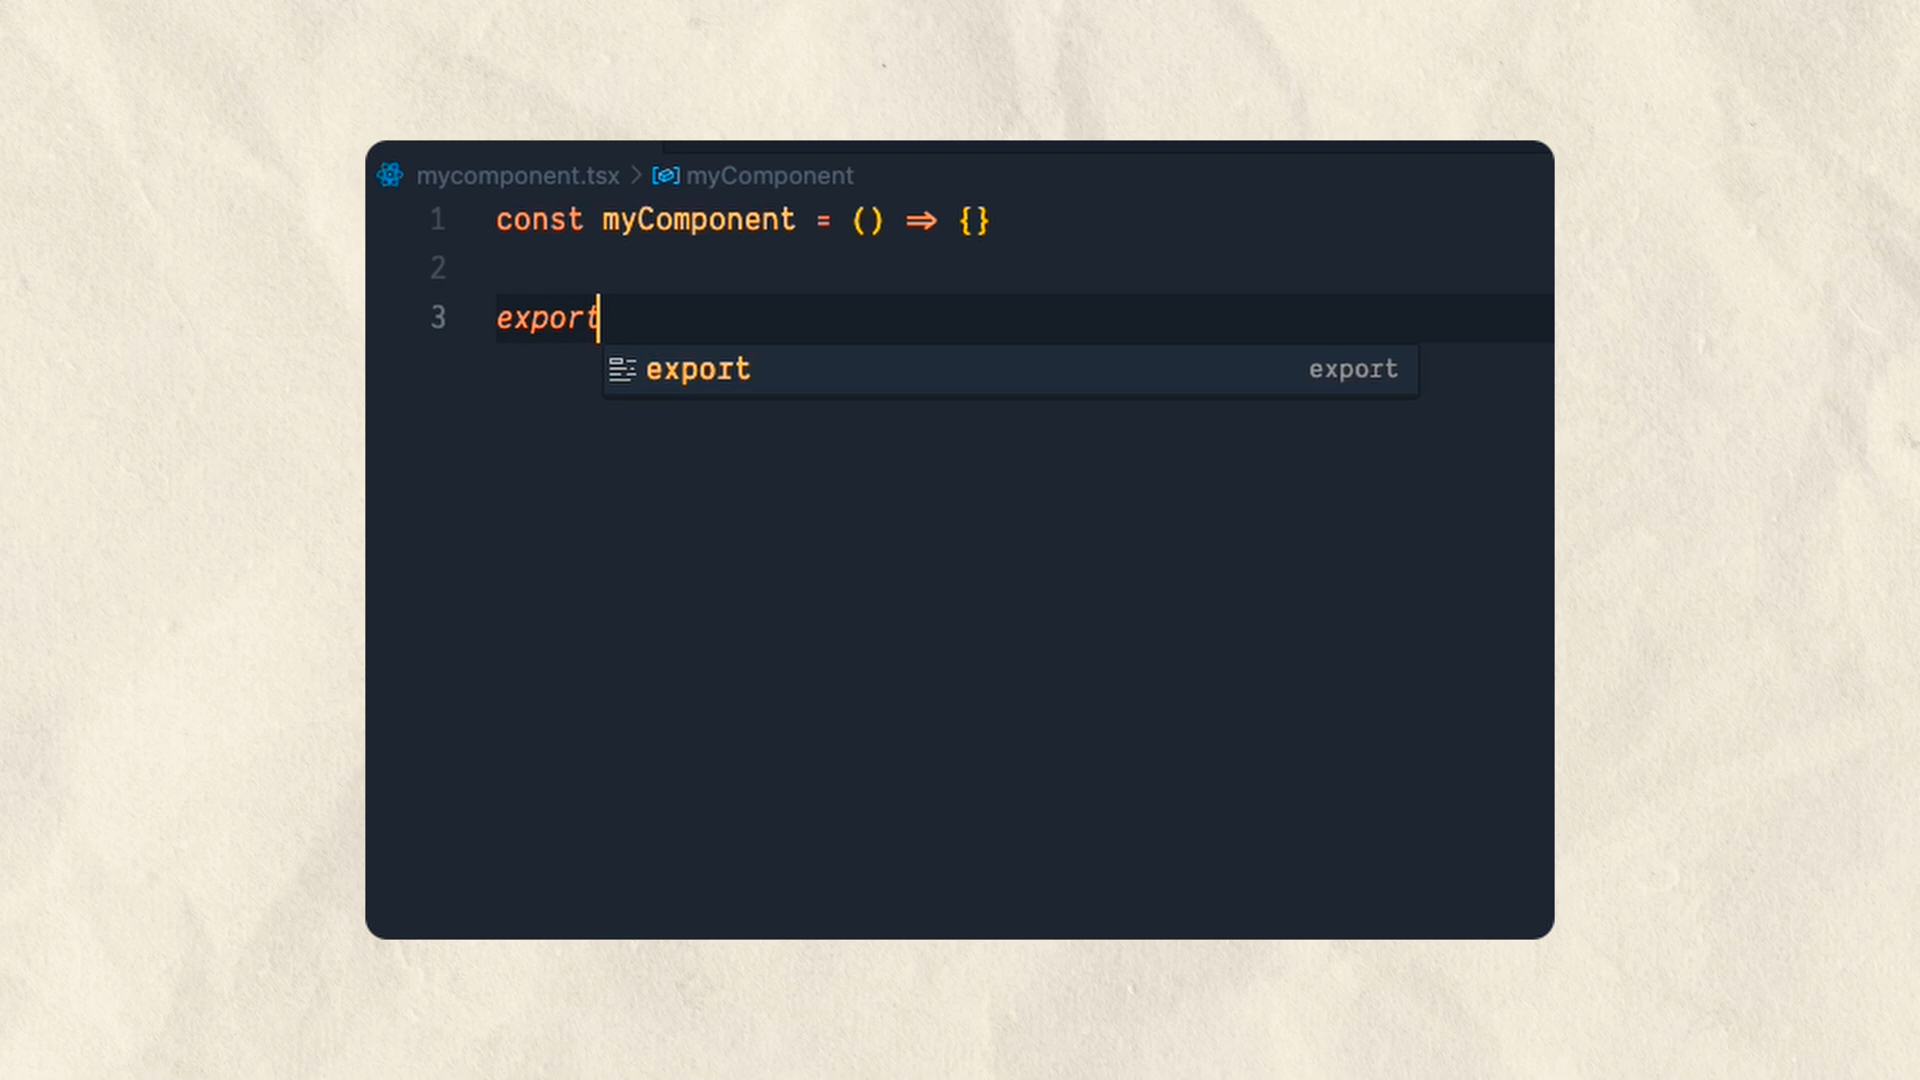 mycomponent.tsx > myComponent
1 const myComponent = () => {}
2
3 export
export export